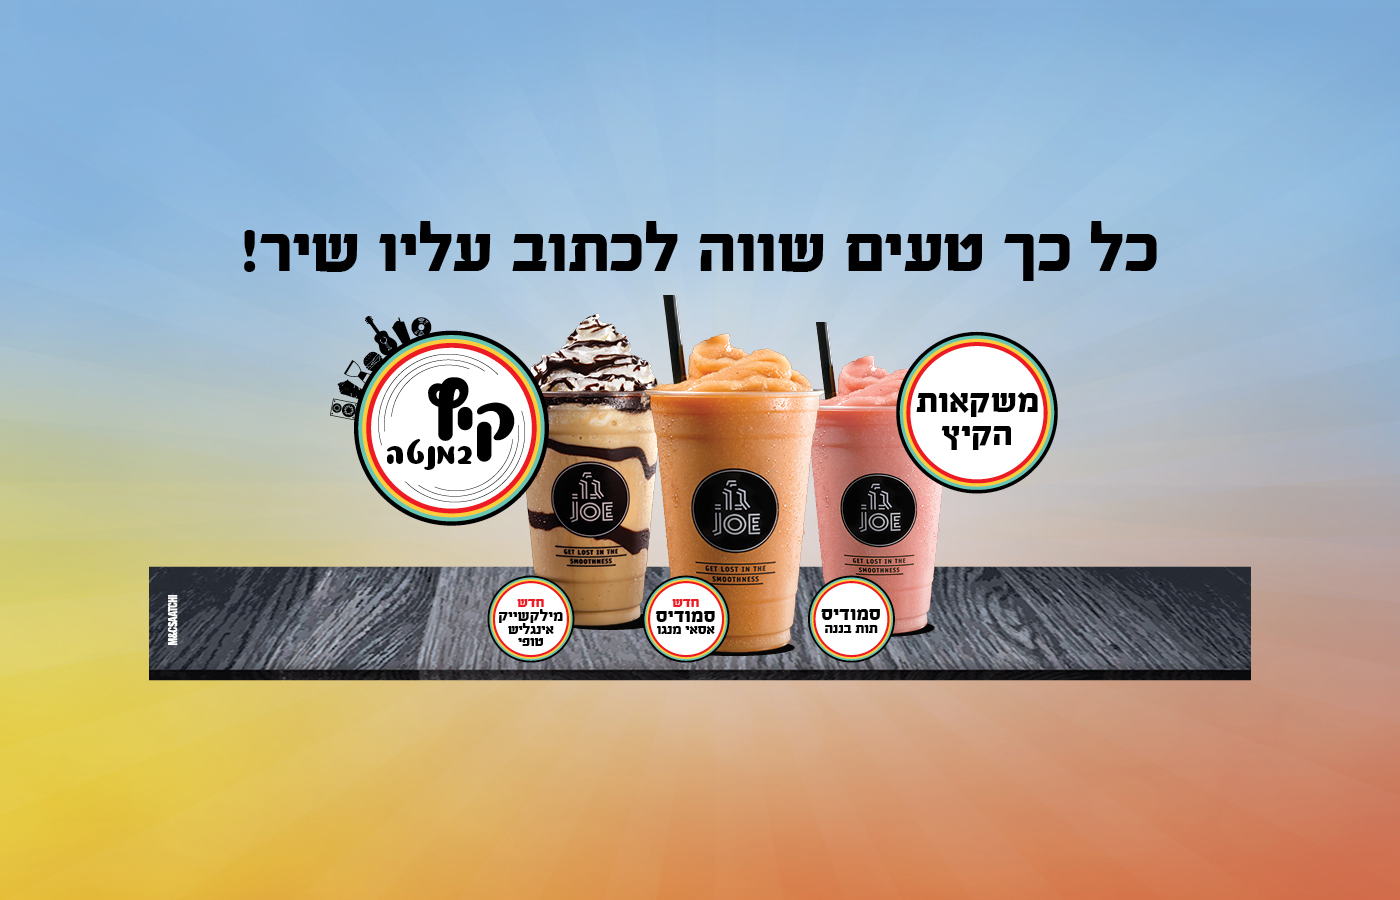 כל כך טעים שווה לכתוב עליו שיר!
משקאות
הקיץ
קיץ
במנטה
ג'ו.
JOE
GET LOST IN THE
SMOOTHNESS
ג'ו.
JOE
GET LOST IN THE
SMOOTHNESS
ג'ו.
JOE
GET LOST IN THE
SMOOTHNESS
סמודיס
תות בננה
חדש
סמודיס
אסאי מנגו
חדש
מילקשייק
אינגליש
טופי
M&CSAATCHI